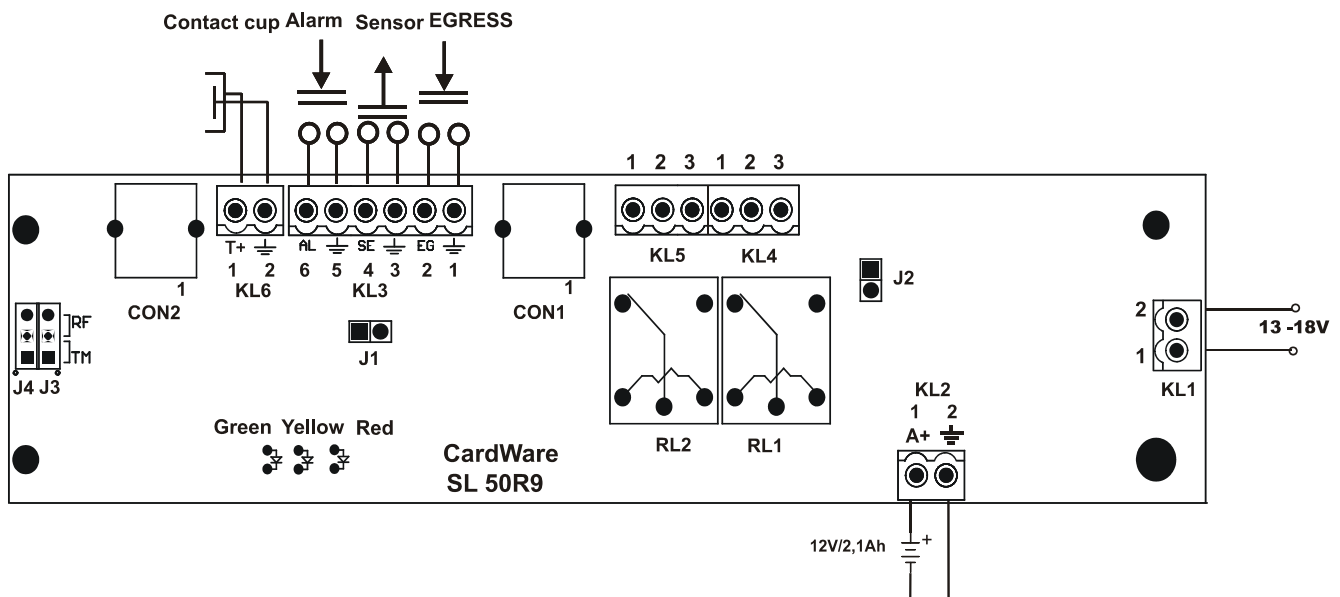 Contact cup Alarm Sensor EGRESS
1 2 3 1 2 3
T+ AL SE EG
1 2 6 5 4 3 2 1
KL6 KL3
KL5 KL4
1 1
CON2 CON1
J2
RF
TM
J4 J3
J1
2
13 -18V
1
KL1
KL2
1 2
A+
Green Yellow Red
RL2 RL1
CardWare
SL 50R9
12V/2,1Ah +